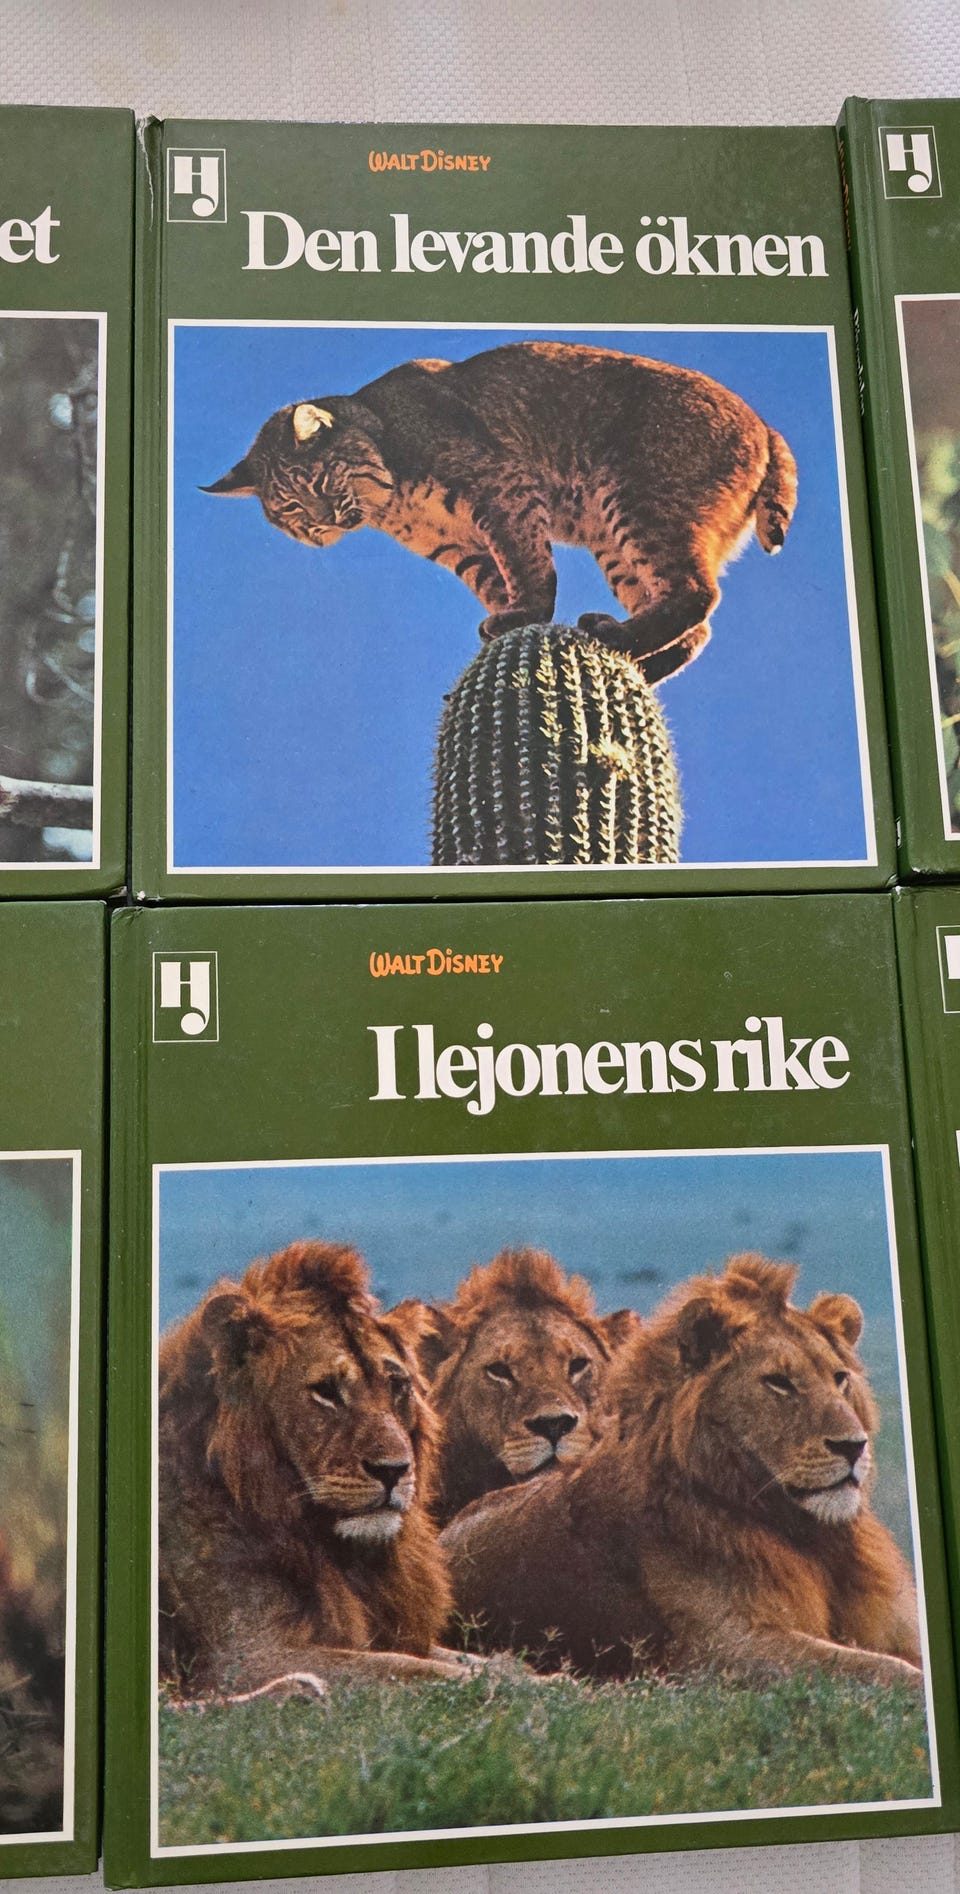 et
HJ
WALT DISNEY
Den levande öknen
HJ
HJ
WALT DISNEY
I lejonens rike